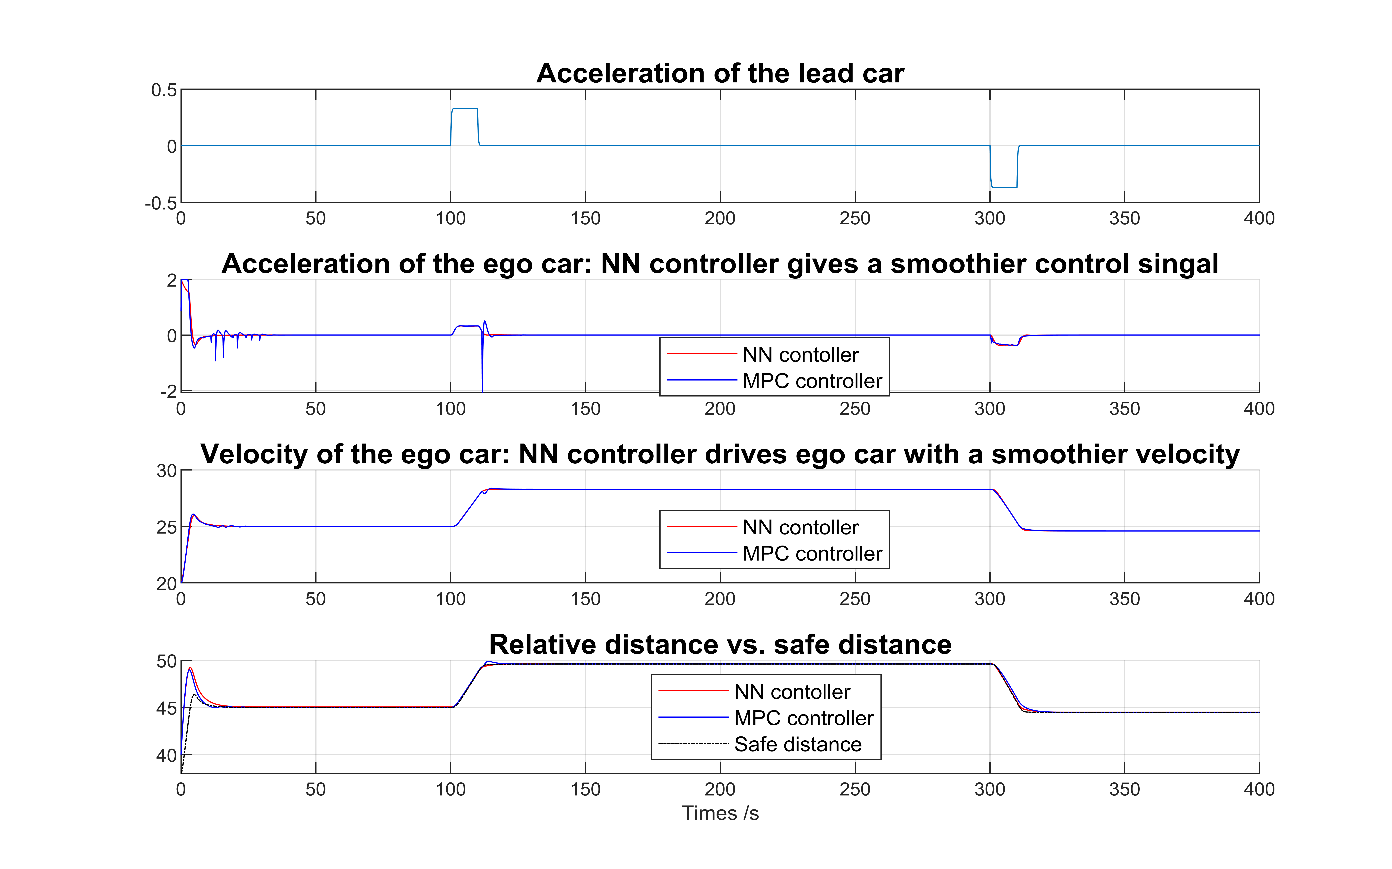 Acceleration of the lead car
0.5
0
-0.5
0 50 100 150 200 250 300 350 400
Acceleration of the ego car: NN controller gives a smoothier control singal
2
0
-2
NN contoller
MPC controller
0 50 100 150 200 250 300 350 400
Velocity of the ego car: NN controller drives ego car with a smoothier velocity
30
25
20
NN contoller
MPC controller
0 50 100 150 200 250 300 350 400
Relative distance vs. safe distance
50
45
40
NN contoller
MPC controller
Safe distance
0 50 100 150 200 250 300 350 400
Times /s